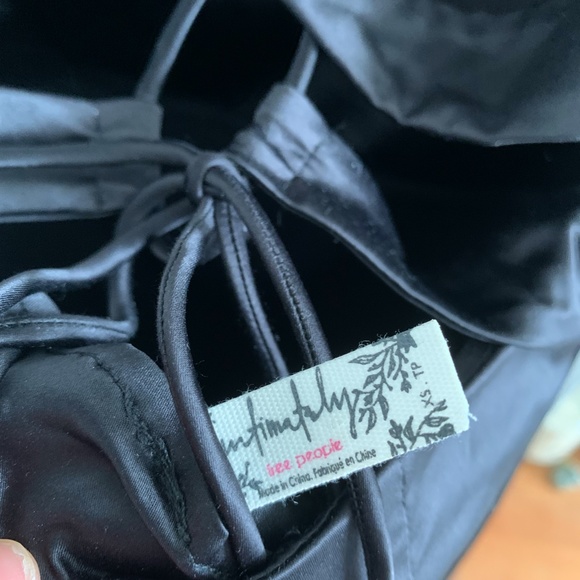 intimately
free people
Made in China. Fabriqué en Chine
XS . TP